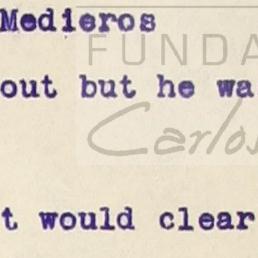 Medieros
FUNDA
out but he wa
Carlos
t would clear